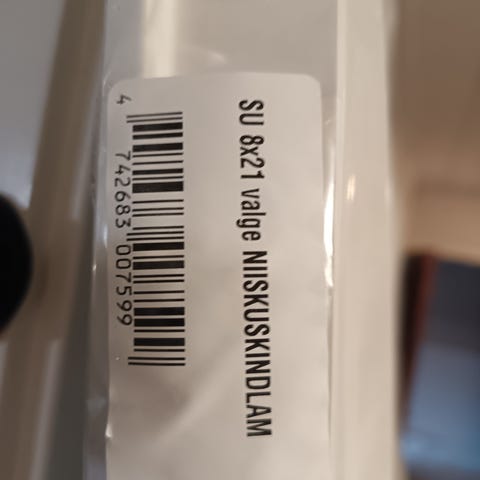 SU 8x21 valge NIISKUSKINDLAM
4 742683 007599